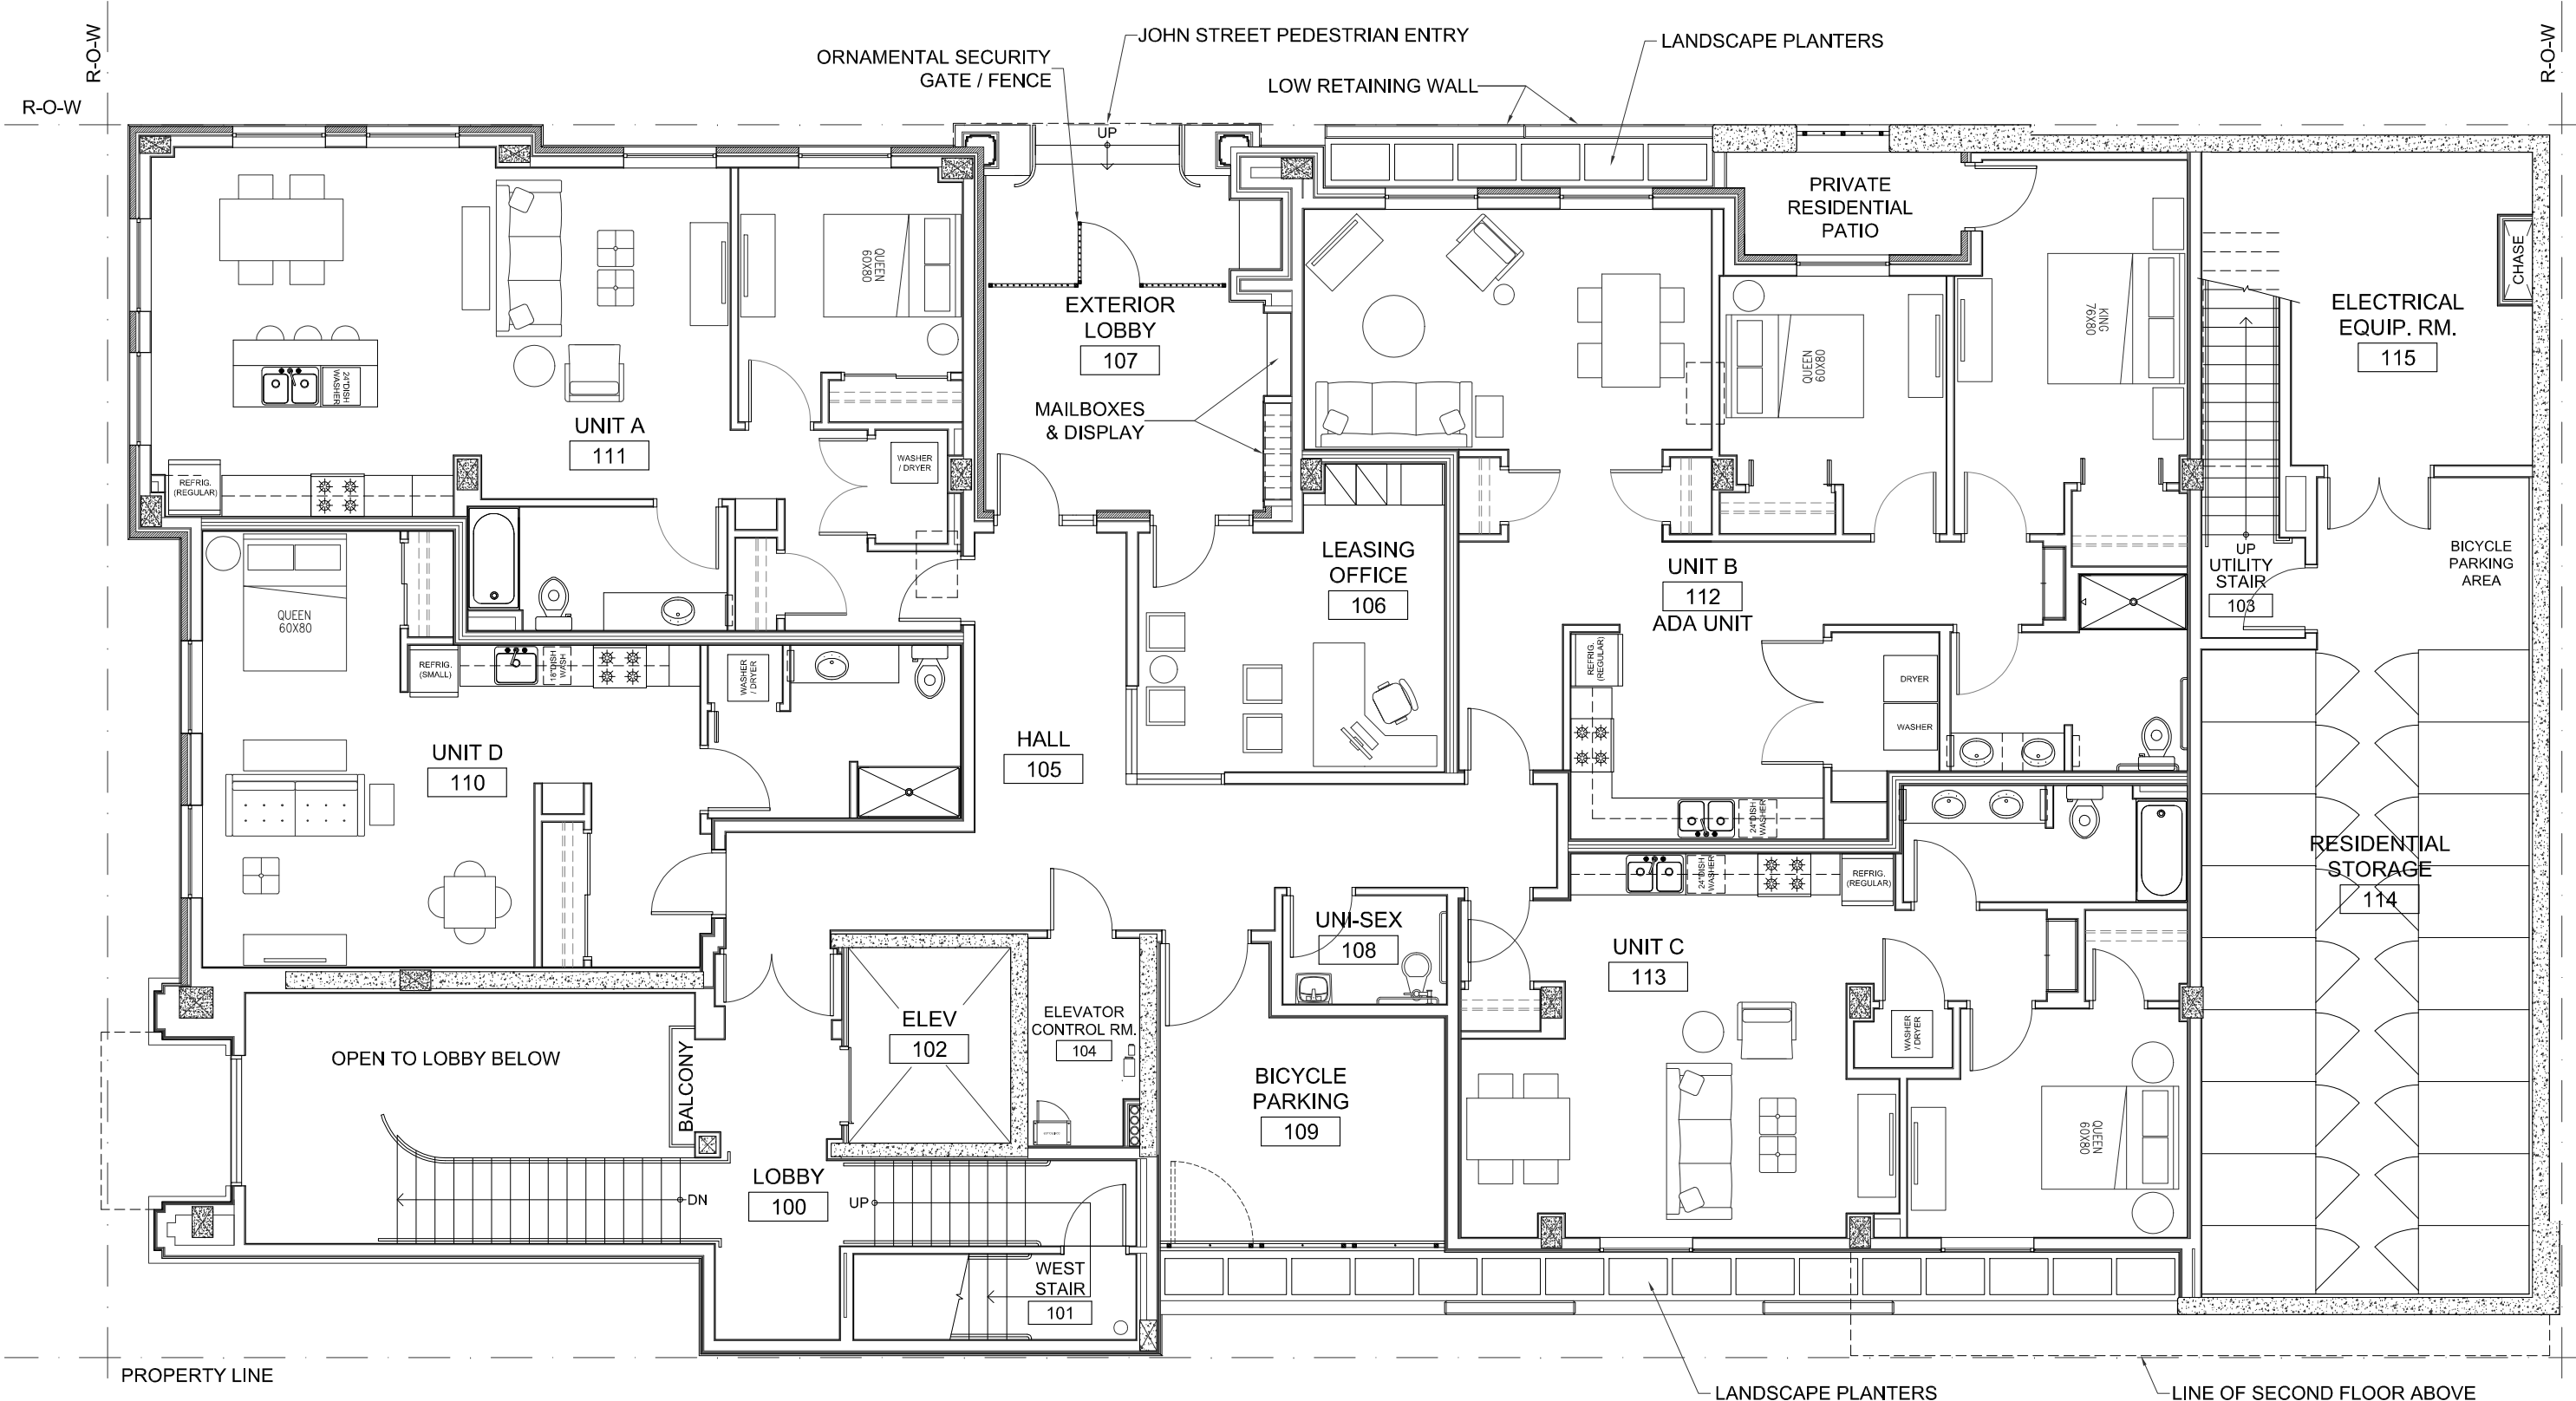 R-O-W
R-O-W
R-O-W
ORNAMENTAL SECURITY
GATE / FENCE
JOHN STREET PEDESTRIAN ENTRY
LOW RETAINING WALL
LANDSCAPE PLANTERS
UP
QUEEN
60X80
24"DISH
WASHER
UNIT A
111
REFRIG.
(REGULAR)
WASHER
/ DRYER
EXTERIOR
LOBBY
107
MAILBOXES
& DISPLAY
PRIVATE
RESIDENTIAL
PATIO
QUEEN
60X80
KING
76X80
CHASE
ELECTRICAL
EQUIP. RM.
115
LEASING
OFFICE
106
UNIT B
112
ADA UNIT
UP
UTILITY
STAIR
103
BICYCLE
PARKING
AREA
QUEEN
60X80
REFRIG.
(SMALL)
18"DISH
WASH
WASHER
/ DRYER
REFRIG.
(REGULAR)
DRYER
WASHER
24"DISH
WASHER
UNIT D
110
HALL
105
RESIDENTIAL
STORAGE
114
24"DISH
WASHER
REFRIG.
(REGULAR)
UNI-SEX
108
UNIT C
113
WASHER
/ DRYER
QUEEN
60X80
OPEN TO LOBBY BELOW
BALCONY
ELEV
102
ELEVATOR
CONTROL RM.
104
BICYCLE
PARKING
109
DN
LOBBY
100
UP
WEST
STAIR
101
PROPERTY LINE
LANDSCAPE PLANTERS
LINE OF SECOND FLOOR ABOVE